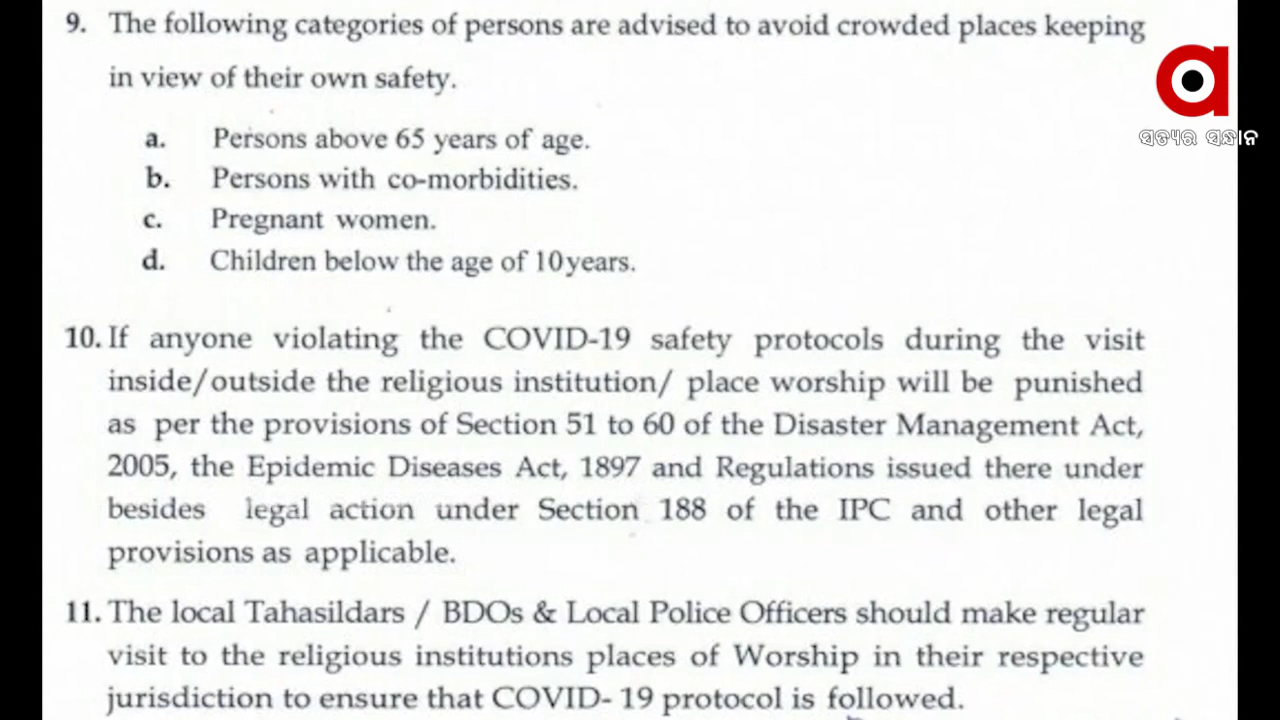 9. The following categories of persons are advised to avoid crowded places keeping
in view of their own safety.
a. Persons above 65 years of age.
b. Persons with co-morbidities.
c. Pregnant women.
d. Children below the age of 10years.
10. If anyone violating the COVID-19 safety protocols during the visit
inside/outside the religious institution/ place worship will be punished
as per the provisions of Section 51 to 60 of the Disaster Management Act,
2005, the Epidemic Diseases Act, 1897 and Regulations issued there under
besides legal action under Section 188 of the IPC and other legal
provisions as applicable.
11. The local Tahasildars / BDOs & Local Police Officers should make regular
visit to the religious institutions places of Worship in their respective
jurisdiction to ensure that COVID- 19 protocol is followed.
a
ସତ୍ୟର ସନ୍ଧାନ